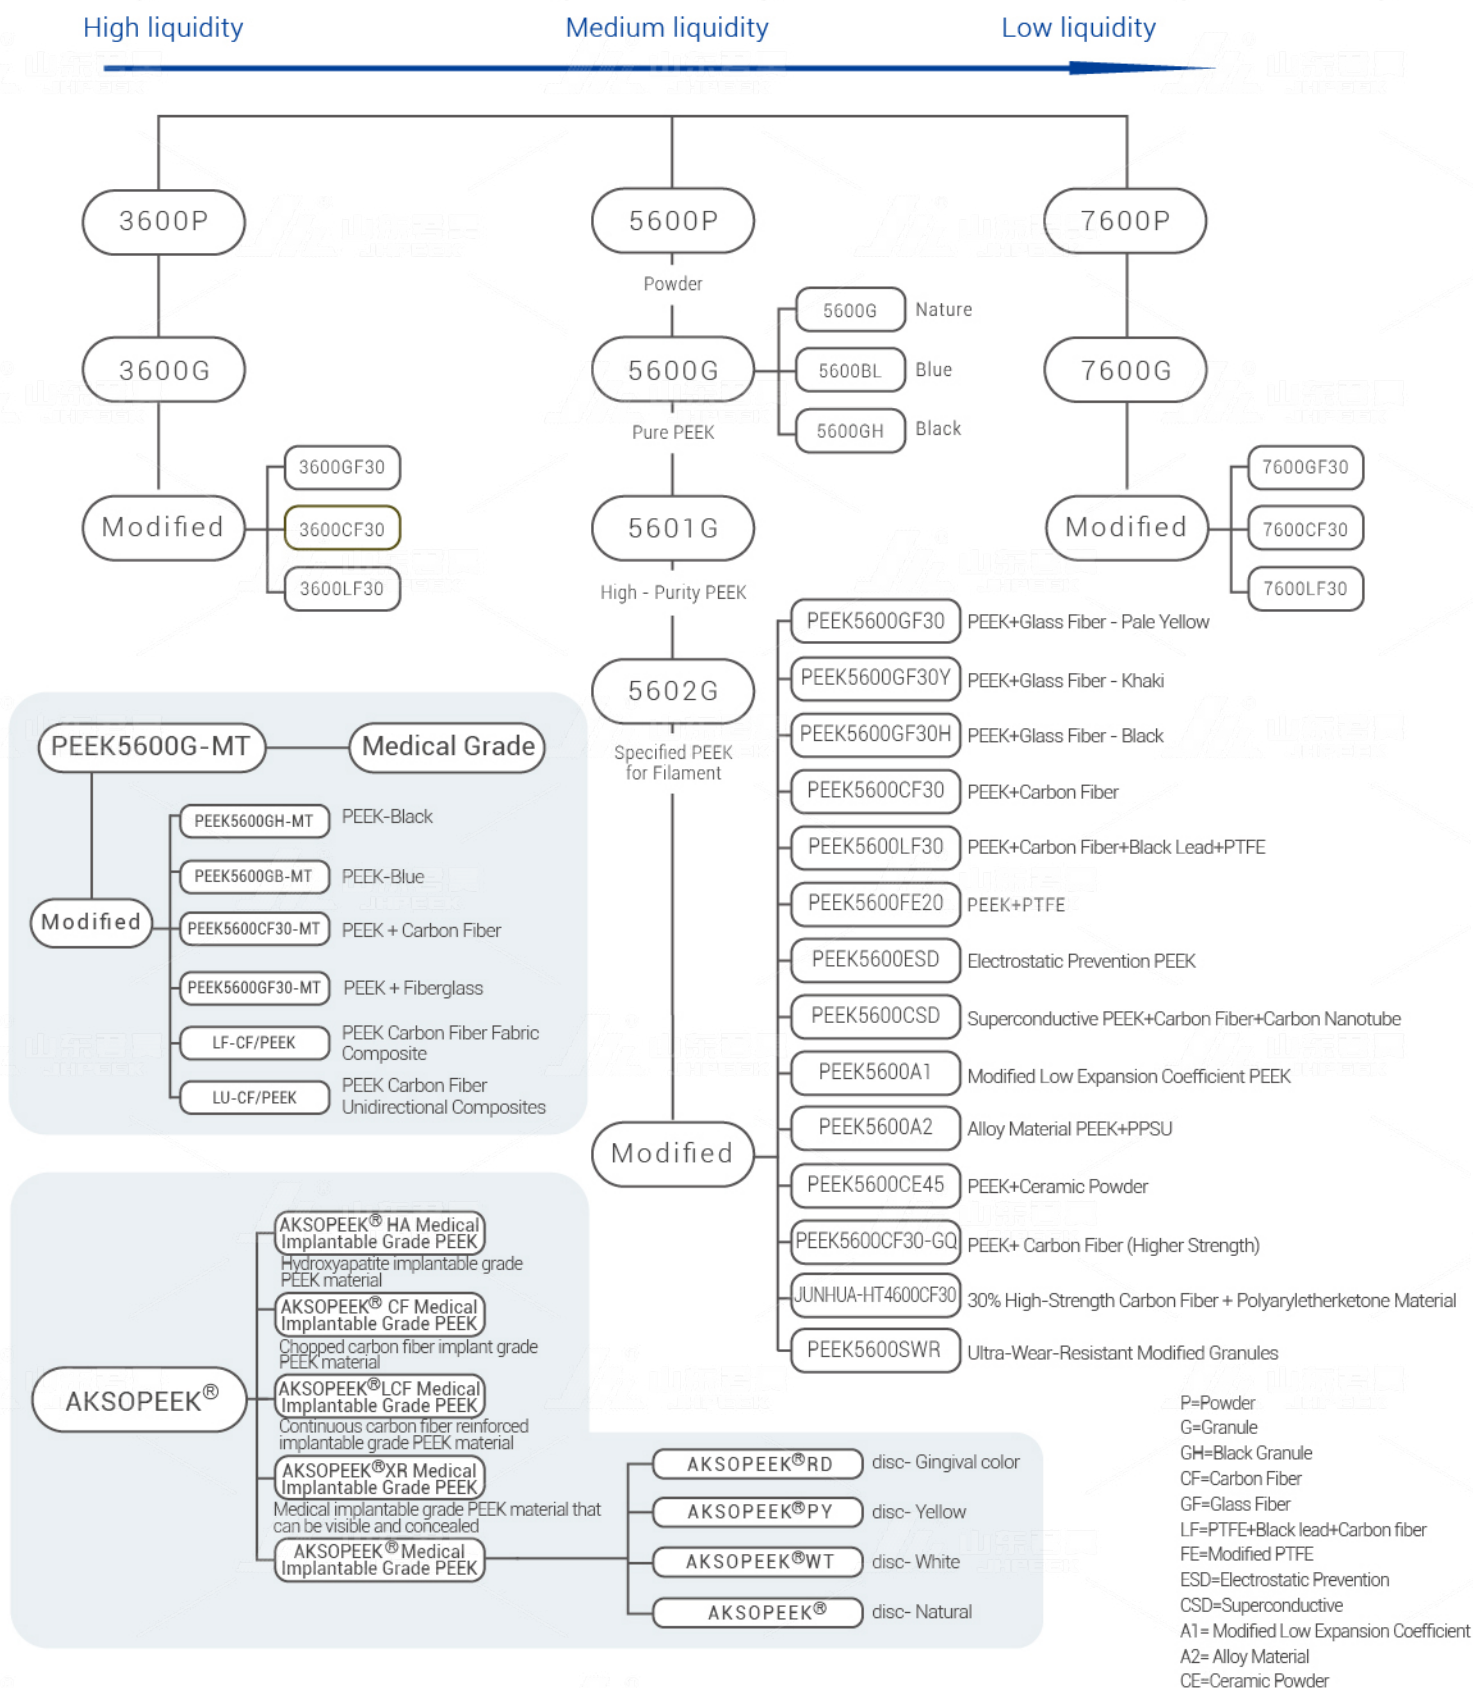 High liquidity
Medium liquidity
Low liquidity
3600P
5600P
7600P
Powder
5600G
Nature
3600G
5600G
5600BL
Blue
7600G
Pure PEEK
5600GH
Black
3600GF30
7600GF30
Modified
3600CF30
5601G
Modified
7600CF30
3600LF30
High - Purity PEEK
7600LF30
PEEK5600GF30
PEEK+Glass Fiber - Pale Yellow
5602G
PEEK5600GF30Y
PEEK+Glass Fiber - Khaki
PEEK5600GF30H
PEEK+Glass Fiber - Black
Specified PEEK
for Filament
PEEK5600CF30
PEEK+Carbon Fiber
PEEK5600LF30
PEEK+Carbon Fiber+Black Lead+PTFE
PEEK5600FE20
PEEK+PTFE
PEEK5600ESD
Electrostatic Prevention PEEK
PEEK5600CSD
Superconductive PEEK+Carbon Fiber+Carbon Nanotube
PEEK5600A1
Modified Low Expansion Coefficient PEEK
Modified
PEEK5600A2
Alloy Material PEEK+PPSU
PEEK5600CE45
PEEK+Ceramic Powder
PEEK5600CF30-GQ
PEEK+ Carbon Fiber (Higher Strength)
JUNHUA-HT4600CF30
30% High-Strength Carbon Fiber + Polyaryletherketone Material
PEEK5600SWR
Ultra-Wear-Resistant Modified Granules
PEEK5600G-MT
Medical Grade
PEEK5600GH-MT
PEEK-Black
PEEK5600GB-MT
PEEK-Blue
Modified
PEEK5600CF30-MT
PEEK + Carbon Fiber
PEEK5600GF30-MT
PEEK + Fiberglass
LF-CF/PEEK
PEEK Carbon Fiber Fabric
Composite
LU-CF/PEEK
PEEK Carbon Fiber
Unidirectional Composites
AKSOPEEK®
AKSOPEEK® HA Medical
Implantable Grade PEEK
Hydroxyapatite implantable grade
PEEK material
AKSOPEEK® CF Medical
Implantable Grade PEEK
Chopped carbon fiber implant grade
PEEK material
AKSOPEEK®LCF Medical
Implantable Grade PEEK
Continuous carbon fiber reinforced
implantable grade PEEK material
AKSOPEEK®XR Medical
Implantable Grade PEEK
Medical implantable grade PEEK material that
can be visible and concealed
AKSOPEEK®Medical
Implantable Grade PEEK
AKSOPEEK®RD
disc- Gingival color
AKSOPEEK®PY
disc- Yellow
AKSOPEEK®WT
disc- White
AKSOPEEK®
disc- Natural
P=Powder
G=Granule
GH=Black Granule
CF=Carbon Fiber
GF=Glass Fiber
LF=PTFE+Black lead+Carbon fiber
FE=Modified PTFE
ESD=Electrostatic Prevention
CSD=Superconductive
A1= Modified Low Expansion Coefficient
A2= Alloy Material
CE=Ceramic Powder